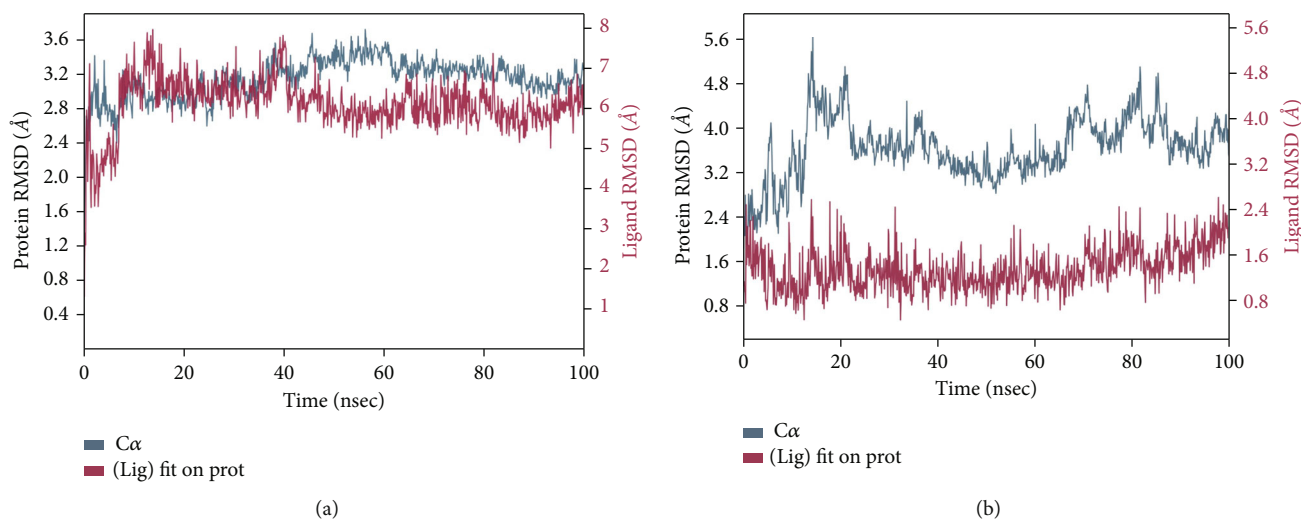 Protein RMSD (Å)
3.6
3.2
2.8
2.4
2.0
1.6
1.2
0.8
0.4
8
7
6
5
4
3
2
1
Ligand RMSD (Å)
0 20 40 60 80 100
Time (nsec)
Cα
(Lig) fit on prot
(a)
Protein RMSD (Å)
5.6
4.8
4.0
3.2
2.4
1.6
0.8
5.6
4.8
4.0
3.2
2.4
1.6
0.8
Ligand RMSD (Å)
0 20 40 60 80 100
Time (nsec)
Cα
(Lig) fit on prot
(b)